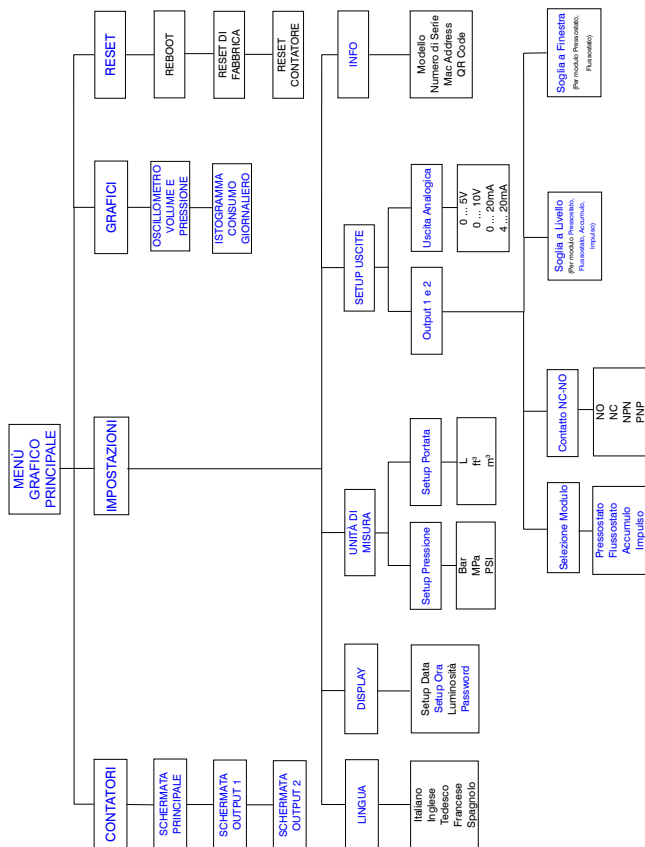 MENÙ
GRAFICO
PRINCIPALE
CONTATORI
IMPOSTAZIONI
GRAFICI
RESET
SCHERMATA
PRINCIPALE
SCHERMATA
OUTPUT 1
SCHERMATA
OUTPUT 2
OSCILLOMETRO
VOLUME E
PRESSIONE
ISTOGRAMMA
CONSUMO
GIORNALIERO
REBOOT
RESET DI
FABBRICA
RESET
CONTATORE
LINGUA
DISPLAY
UNITÀ DI
MISURA
SETUP USCITE
INFO
Italiano
Inglese
Tedesco
Francese
Spagnolo
Setup Data
Setup Ora
Luminosità
Password
Setup Pressione
Setup Portata
Bar
MPa
PSI
L
ft³
m³
Output 1 e 2
Uscita Analogica
0 ... 5V
0 ... 10V
0 ... 20mA
4 ... 20mA
Modello
Numero di Serie
Mac Address
QR Code
Selezione Modulo
Contatto NC-NO
Soglia a Livello
(Per modulo Pressostato,
Flussostato, Accumulo,
Impulso)
Soglia a Finestra
(Per modulo Pressostato,
Flussostato)
Pressostato
Flussostato
Accumulo
Impulso
NO
NC
NPN
PNP